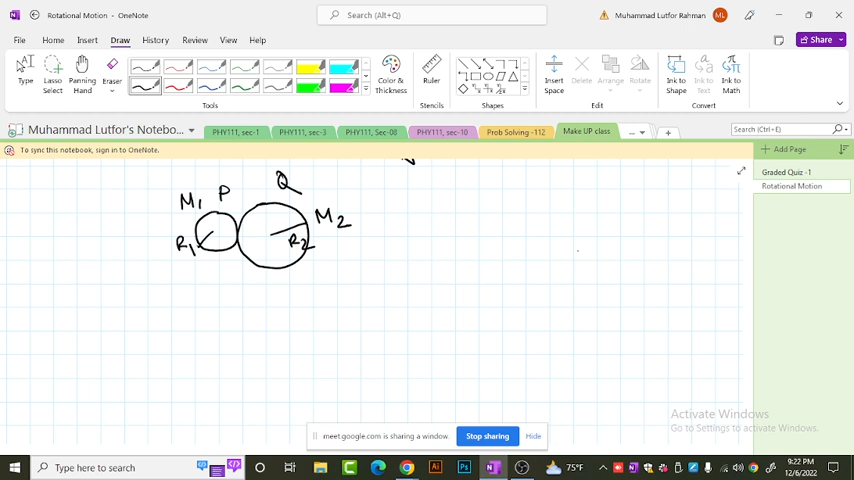 Rotational Motion - OneNote
Search (Alt+Q)
Muhammad Lutfor Rahman
ML
File
Home
Insert
Draw
History
Review
View
Help
Share
Type
Lasso Select
Panning Hand
Eraser
Color & Thickness
Ruler
Insert Space
Delete
Arrange
Rotate
Ink to Shape
Ink to Text
Ink to Math
Tools
Stencils
Shapes
Edit
Convert
Muhammad Lutfor's Notebo...
PHY111, sec-1
PHY111, sec-3
PHY111, Sec-08
PHY111, sec-10
Prob Solving -112
Make UP class
Search (Ctrl+E)
To sync this notebook, sign in to OneNote.
Add Page
Graded Quiz -1
Rotational Motion
M1 P Q
M2
R1 R2
Activate Windows
Go to Settings to activate Windows.
meet.google.com is sharing a window.
Stop sharing
Hide
Type here to search
Ai
Ps
N
75°F
9:22 PM
12/6/2022